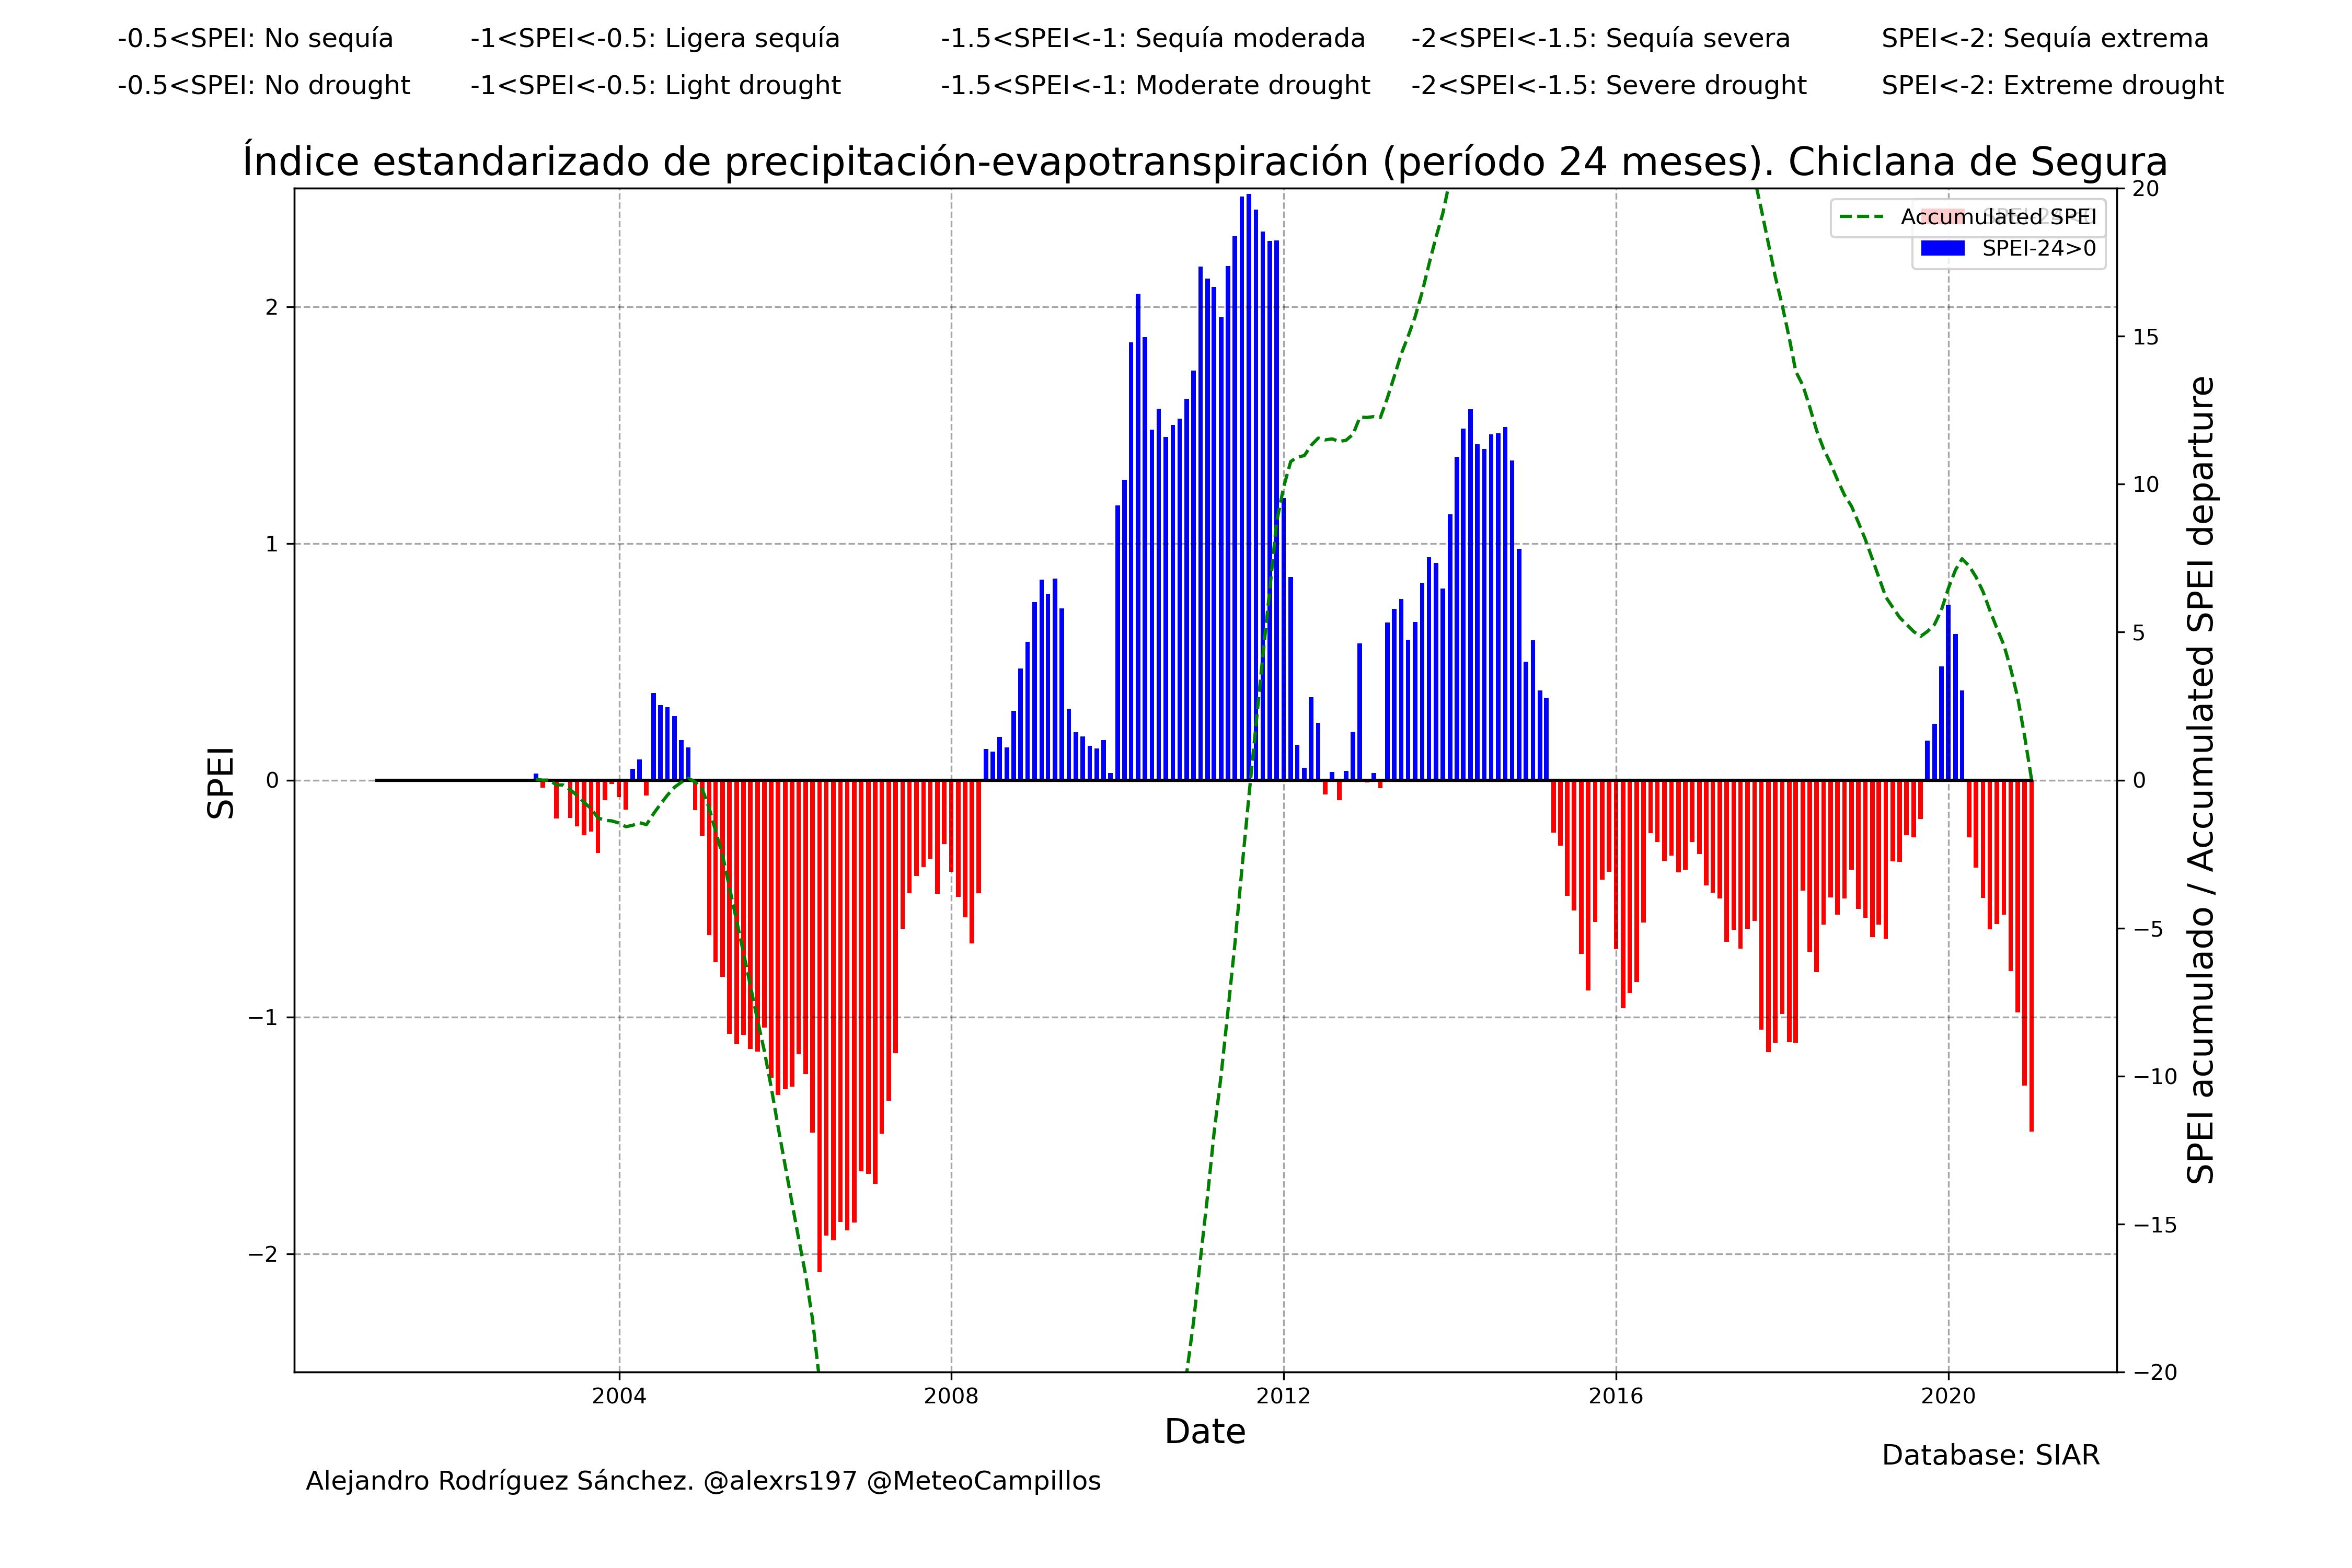 -0.5<SPEI: No sequía -1<SPEI<-0.5: Ligera sequía -1.5<SPEI<-1: Sequía moderada -2<SPEI<-1.5: Sequía severa SPEI<-2: Sequía extrema
-0.5<SPEI: No drought -1<SPEI<-0.5: Light drought -1.5<SPEI<-1: Moderate drought -2<SPEI<-1.5: Severe drought SPEI<-2: Extreme drought
Índice estandarizado de precipitación-evapotranspiración (período 24 meses). Chiclana de Segura
Accumulated SPEI
SPEI-24>0
SPEI
2
1
0
−1
−2
20
15
10
5
0
−5
−10
−15
−20
SPEI acumulado / Accumulated SPEI departure
2004 2008 2012 2016 2020
Date
Database: SIAR
Alejandro Rodríguez Sánchez. @alexrs197 @MeteoCampillos